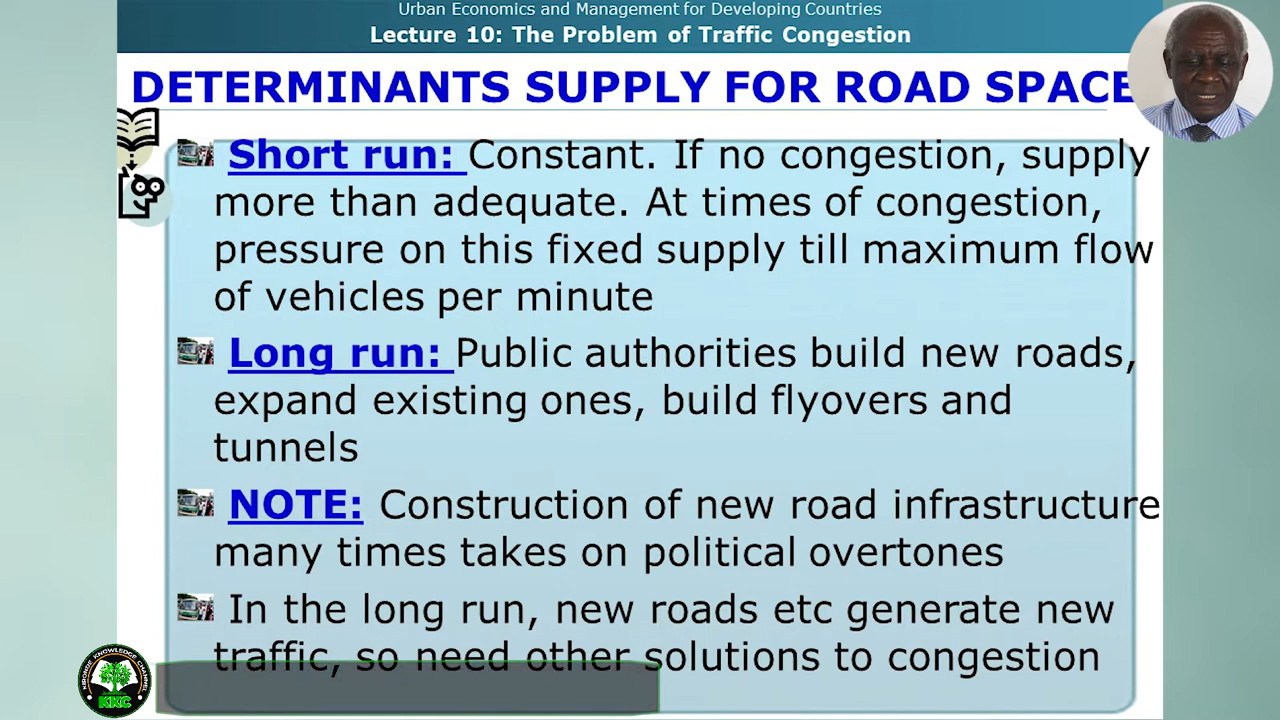 Urban Economics and Management for Developing Countries
Lecture 10: The Problem of Traffic Congestion
DETERMINANTS SUPPLY FOR ROAD SPACE
Short run: Constant. If no congestion, supply
more than adequate. At times of congestion,
pressure on this fixed supply till maximum flow
of vehicles per minute
Long run: Public authorities build new roads,
expand existing ones, build flyovers and
tunnels
NOTE: Construction of new road infrastructure
many times takes on political overtones
In the long run, new roads etc generate new
traffic, so need other solutions to congestion
KNOWLEDGE CHANNEL
KKC